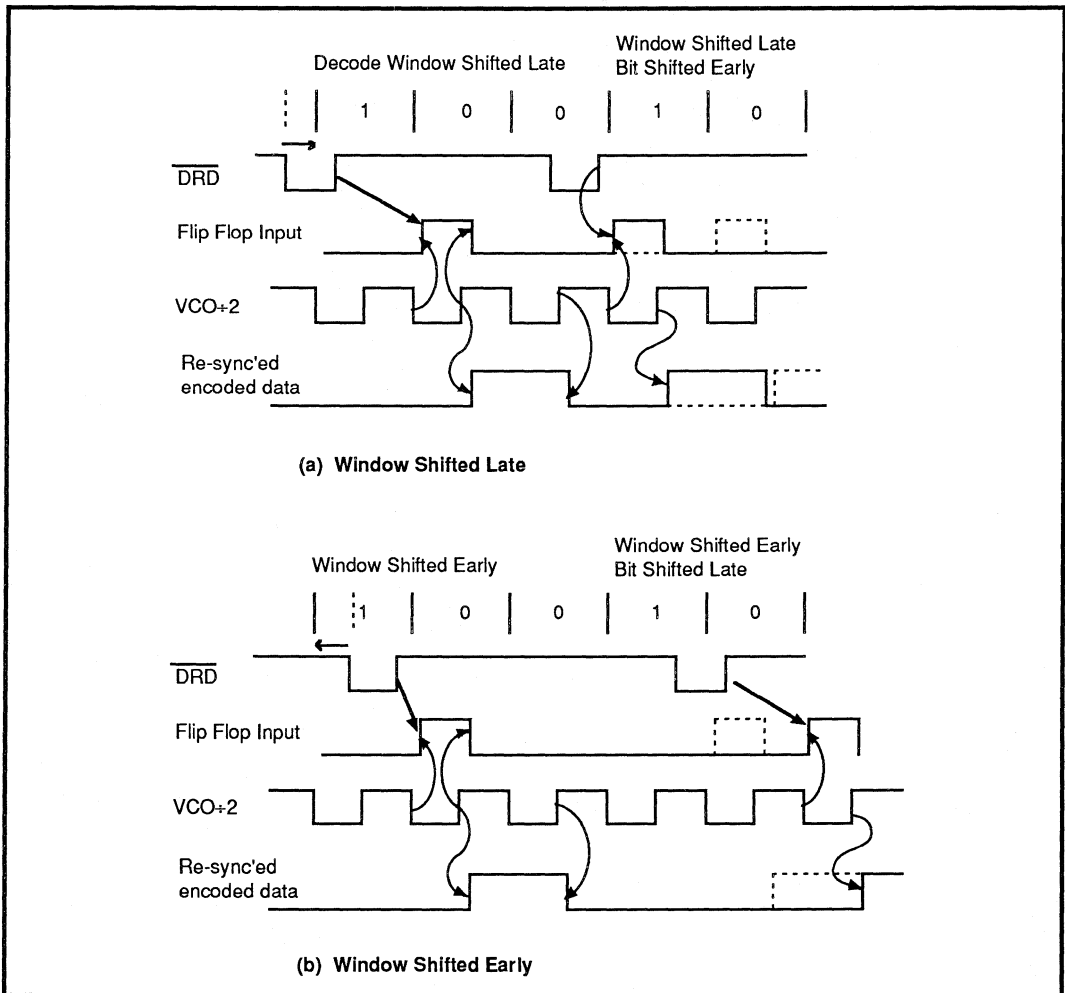 Decode Window Shifted Late
Window Shifted Late
Bit Shifted Early
1 0 0 1 0
DRD
Flip Flop Input
VCO÷2
Re-sync'ed
encoded data
(a) Window Shifted Late
Window Shifted Early
Window Shifted Early
Bit Shifted Late
1 0 0 1 0
DRD
Flip Flop Input
VCO÷2
Re-sync'ed
encoded data
(b) Window Shifted Early